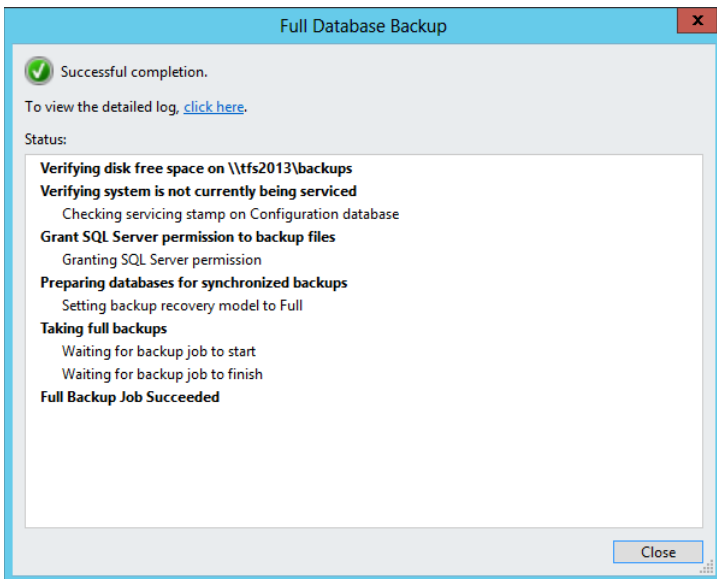 Full Database Backup
x
Successful completion.
To view the detailed log, click here.
Status:
Verifying disk free space on \\tfs2013\backups
Verifying system is not currently being serviced
Checking servicing stamp on Configuration database
Grant SQL Server permission to backup files
Granting SQL Server permission
Preparing databases for synchronized backups
Setting backup recovery model to Full
Taking full backups
Waiting for backup job to start
Waiting for backup job to finish
Full Backup Job Succeeded
Close